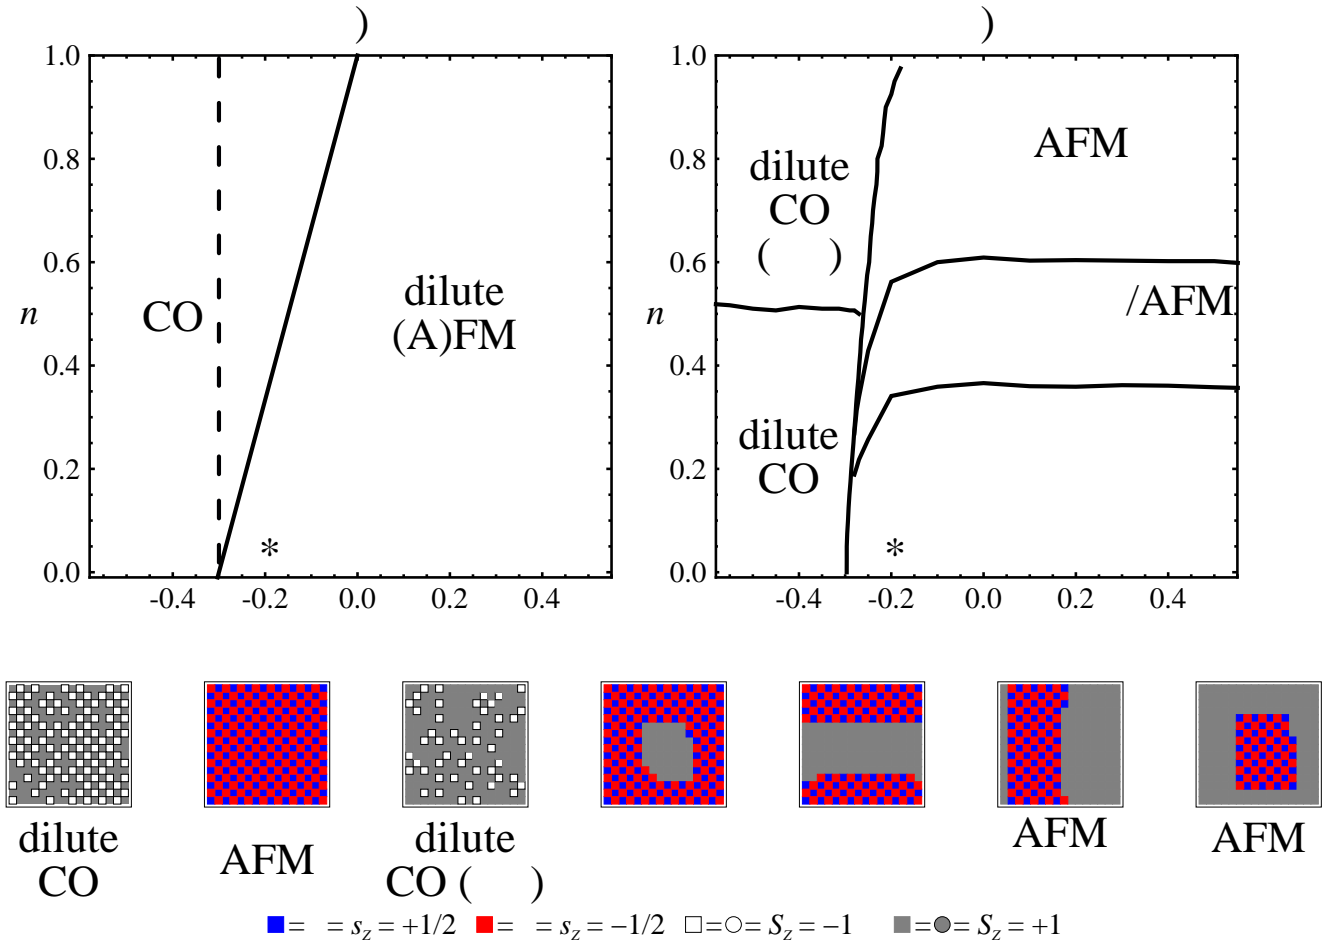 ) )
1.0 1.0
0.8 0.8
0.6 0.6
0.4 0.4
0.2 0.2
0.0 0.0
n n
CO
dilute
(A)FM
*
-0.4 -0.2 0.0 0.2 0.4
dilute
CO
( )
AFM
/AFM
dilute
CO
*
-0.4 -0.2 0.0 0.2 0.4
dilute
CO
AFM
dilute
CO ( )
AFM
AFM
= = s_z = +1/2 = = s_z = −1/2 =○= S_z = −1 =●= S_z = +1